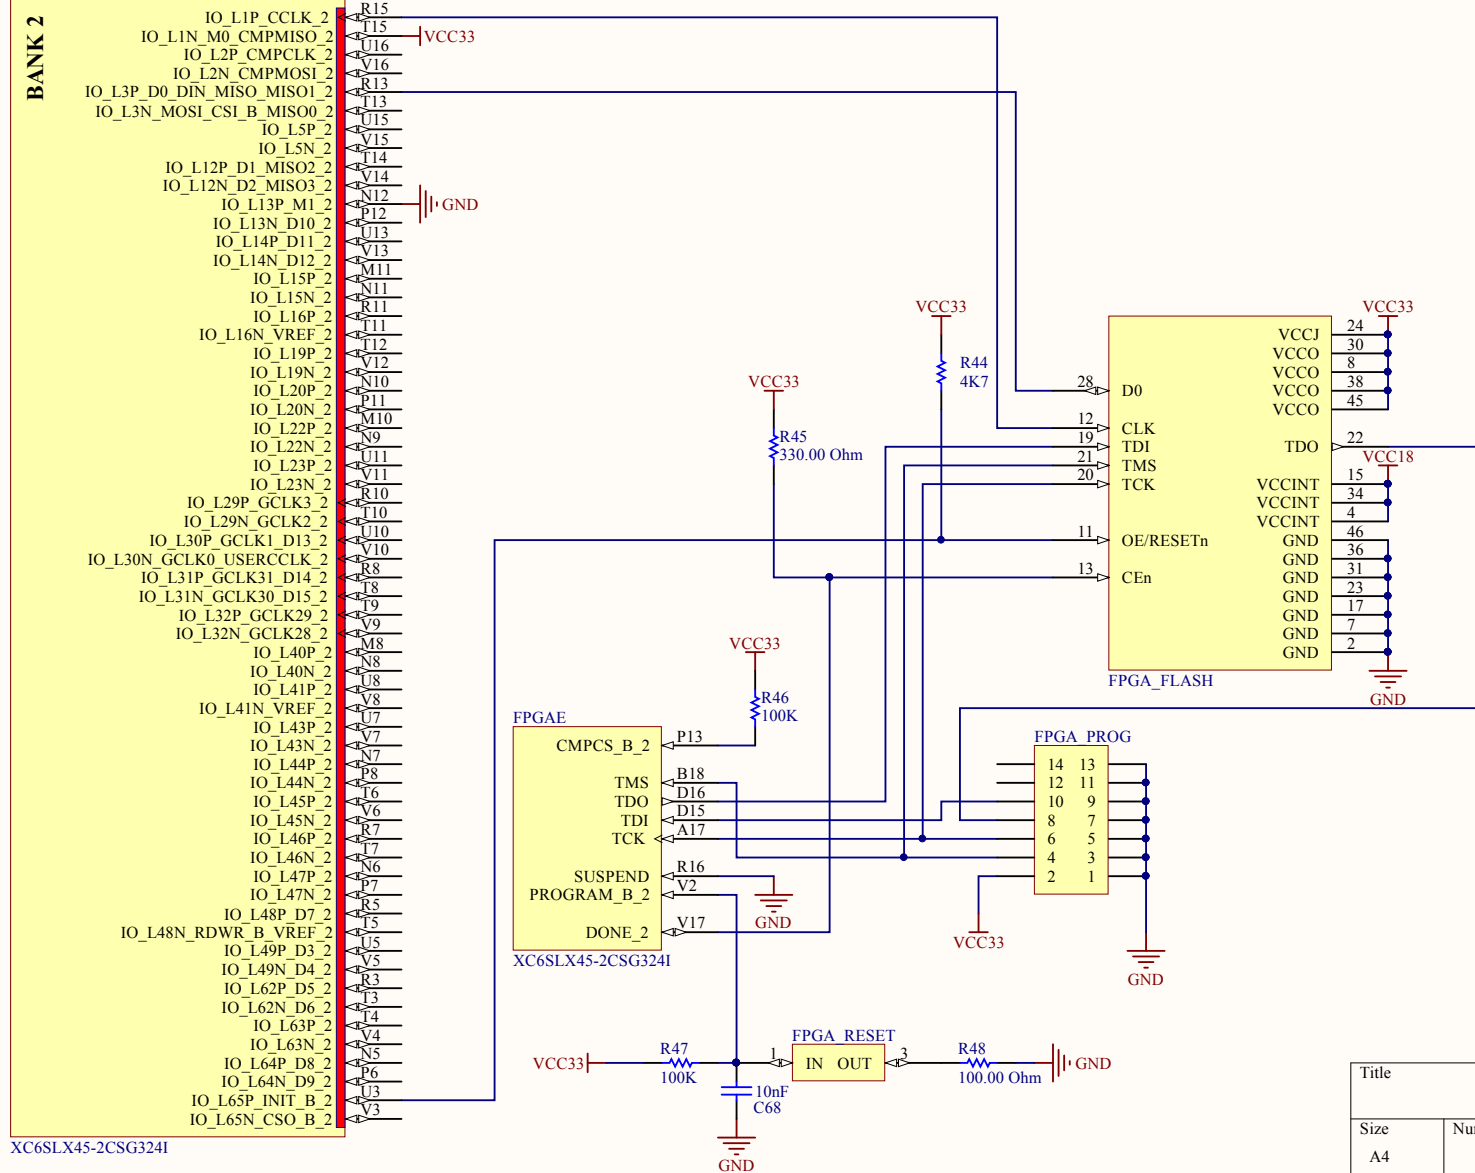 BANK 2
IO_L1P_CCLK_2 R15
IO_L1N_M0_CMPMISO_2 T15 VCC33
IO_L2P_CMPCLK_2 U16
IO_L2N_CMPMOSI_2 V16
IO_L3P_D0_DIN_MISO_MISO1_2 R13
IO_L3N_MOSI_CSI_B_MISO0_2 T13
IO_L5P_2 U15
IO_L5N_2 V15
IO_L12P_D1_MISO2_2 T14
IO_L12N_D2_MISO3_2 V14
IO_L13P_M1_2 N12 GND
IO_L13N_D10_2 P12
IO_L14P_D11_2 U13
IO_L14N_D12_2 V13
IO_L15P_2 M11
IO_L15N_2 N11
IO_L16P_2 R11
IO_L16N_VREF_2 T11
IO_L19P_2 T12
IO_L19N_2 V12
IO_L20P_2 N10
IO_L20N_2 P11
IO_L22P_2 M10
IO_L22N_2 N9
IO_L23P_2 U11
IO_L23N_2 V11
IO_L29P_GCLK3_2 R10
IO_L29N_GCLK2_2 T10
IO_L30P_GCLK1_D13_2 U10
IO_L30N_GCLK0_USERCCLK_2 V10
IO_L31P_GCLK31_D14_2 R8
IO_L31N_GCLK30_D15_2 T8
IO_L32P_GCLK29_2 T9
IO_L32N_GCLK28_2 V9
IO_L40P_2 M8
IO_L40N_2 N8
IO_L41P_2 U8
IO_L41N_VREF_2 V8
IO_L43P_2 U7
IO_L43N_2 V7
IO_L44P_2 N7
IO_L44N_2 P8
IO_L45P_2 T6
IO_L45N_2 V6
IO_L46P_2 R7
IO_L46N_2 T7
IO_L47P_2 N6
IO_L47N_2 P7
IO_L48P_D7_2 R5
IO_L48N_RDWR_B_VREF_2 T5
IO_L49P_D3_2 U5
IO_L49N_D4_2 V5
IO_L62P_D5_2 R3
IO_L62N_D6_2 T3
IO_L63P_2 T4
IO_L63N_2 V4
IO_L64P_D8_2 N5
IO_L64N_D9_2 P6
IO_L65P_INIT_B_2 U3
IO_L65N_CSO_B_2 V3
XC6SLX45-2CSG324I
VCC33
R44
4K7
VCC33
R45
330.00 Ohm
VCC33
28 D0
12 CLK
19 TDI
21 TMS
20 TCK
11 OE/RESETn
13 CEn
VCCJ 24
VCCO 30
VCCO 8
VCCO 38
VCCO 45
TDO 22
VCC18
VCCINT 15
VCCINT 34
VCCINT 4
GND 46
GND 36
GND 31
GND 23
GND 17
GND 7
GND 2
FPGA_FLASH
GND
VCC33
R46
100K
FPGAE
CMPCS_B_2 P13
TMS B18
TDO D16
TDI D15
TCK A17
SUSPEND R16
PROGRAM_B_2 V2
GND
DONE_2 V17
XC6SLX45-2CSG324I
FPGA_PROG
14 13
12 11
10 9
8 7
6 5
4 3
2 1
VCC33
GND
FPGA_RESET
VCC33
R47
100K
1 IN OUT 3
R48
100.00 Ohm
GND
10nF
C68
GND
Title
Size
A4